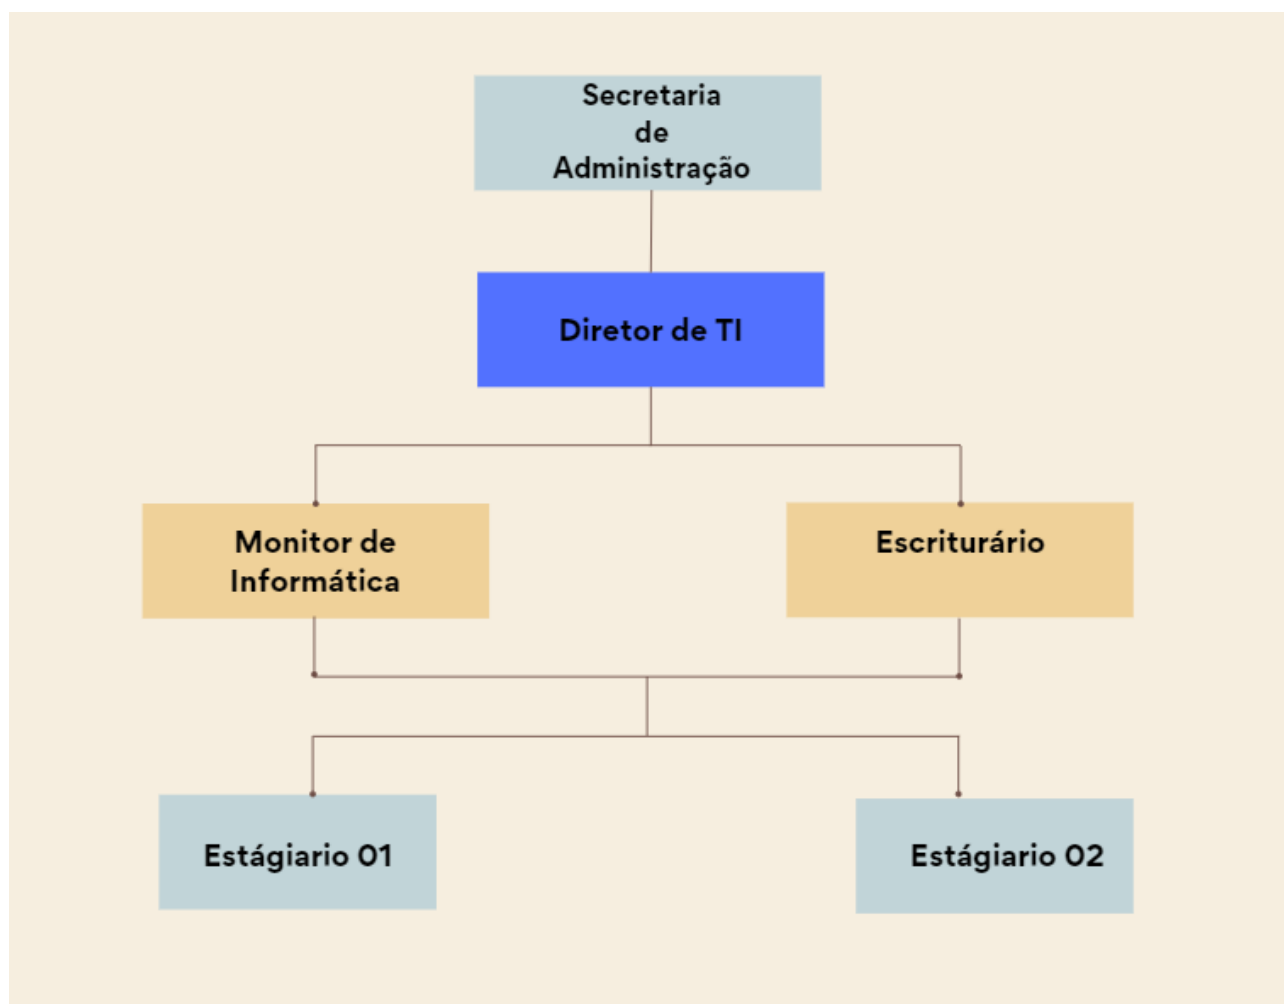 Secretaria
de
Administração
Diretor de TI
Monitor de
Informática
Escriturário
Estágiario 01
Estágiario 02